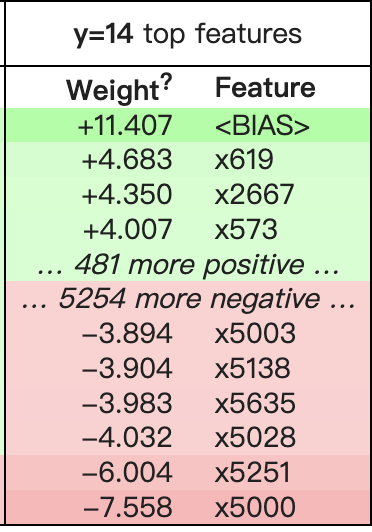 y=14 top features
Weight? Feature
+11.407 <BIAS>
+4.683 x619
+4.350 x2667
+4.007 x573
… 481 more positive …
… 5254 more negative …
–3.894 x5003
–3.904 x5138
–3.983 x5635
–4.032 x5028
–6.004 x5251
–7.558 x5000